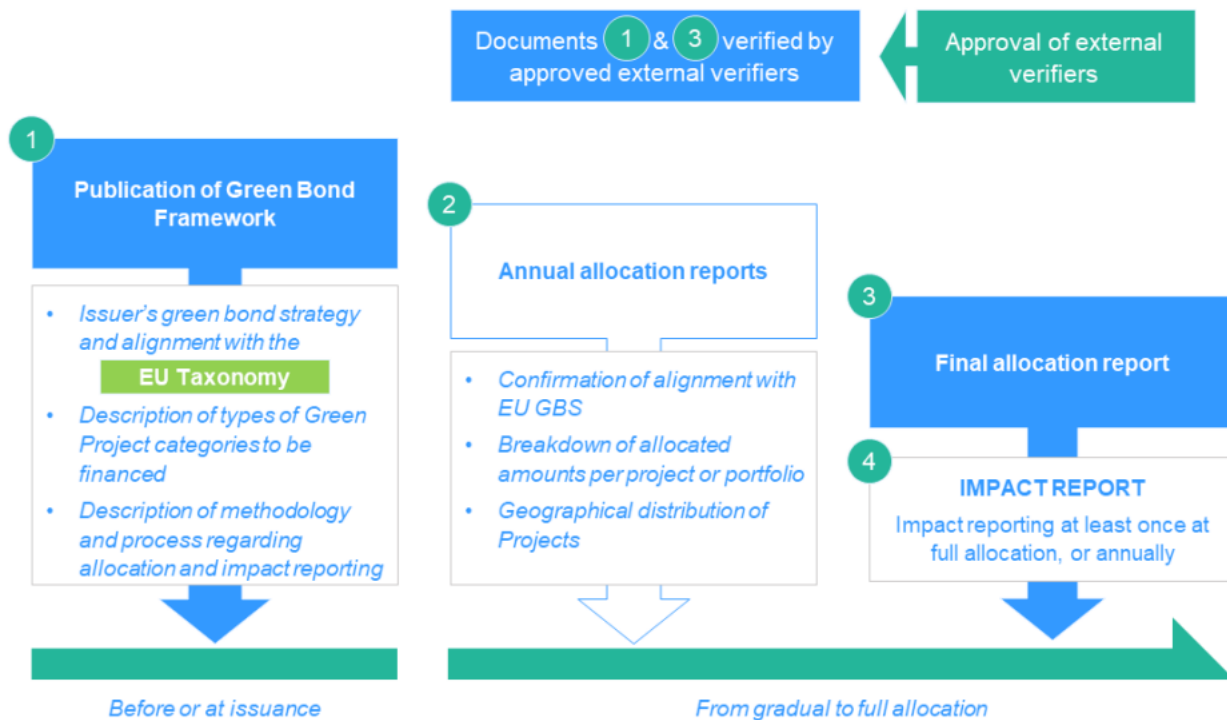 Documents 1 & 3 verified by
approved external verifiers
Approval of external
verifiers
1
Publication of Green Bond
Framework
• Issuer's green bond strategy
and alignment with the
EU Taxonomy
• Description of types of Green
Project categories to be
financed
• Description of methodology
and process regarding
allocation and impact reporting
Before or at issuance
2
Annual allocation reports
• Confirmation of alignment with
EU GBS
• Breakdown of allocated
amounts per project or portfolio
• Geographical distribution of
Projects
3
Final allocation report
4
IMPACT REPORT
Impact reporting at least once at
full allocation, or annually
From gradual to full allocation